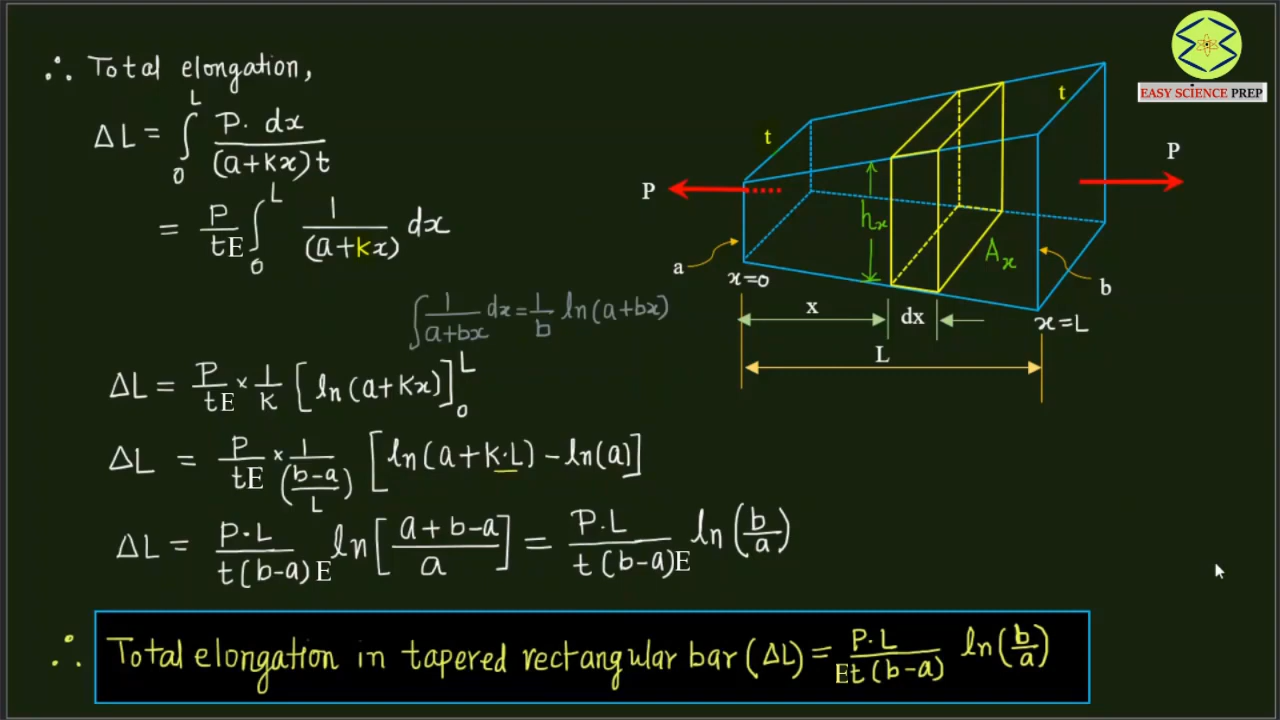 ∴ Total elongation,
ΔL = ∫₀ᴸ P. dx / (a+kx) t
= P/tE ∫₀ᴸ 1/(a+kx) dx
∫ 1/(a+bx) dx = 1/b ln(a+bx)
ΔL = P/tE × 1/k [ln(a+kx)]₀ᴸ
ΔL = P/tE × 1/((b-a)/L) [ln(a+k·L) - ln(a)]
ΔL = P·L / t(b-a)E ln[(a+b-a)/a] = P.L / t(b-a)E ln(b/a)
∴ Total elongation in tapered rectangular bar (ΔL) = P.L / Et(b-a) ln(b/a)
EASY SCIENCE PREP
t
t
P
P
hₓ
Aₓ
a
b
x=0
x=L
x
dx
L